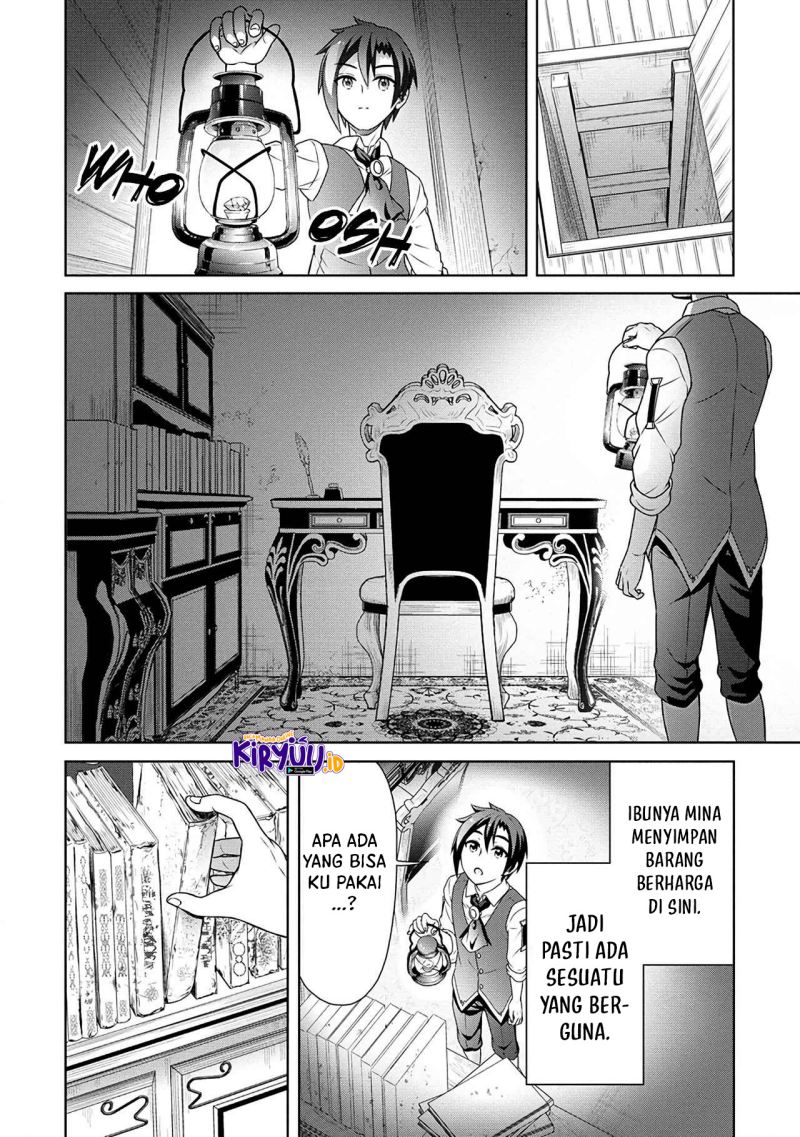 WHO
OSH
KIRYUU.ID
IBUNYA MINA
MENYIMPAN
BARANG
BERHARGA
DI SINI.
JADI
PASTI ADA
SESUATU
YANG BER-
GUNA.
APA ADA
YANG BISA
KU PAKAI
...?